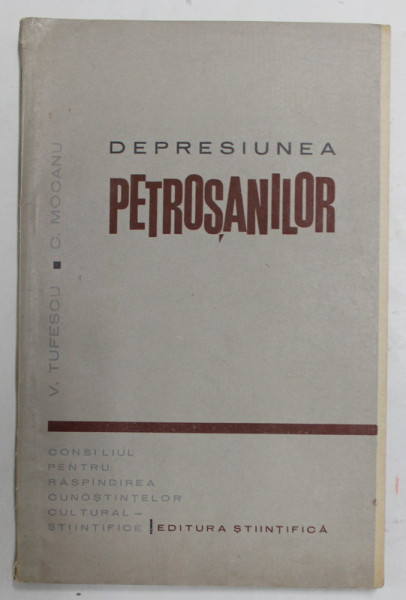 DEPRESIUNEA
PETROȘANILOR
V. TUFESCU ■ C. MOCANU
CONSILIUL
PENTRU
RĂSPÎNDIREA
CUNOȘTINȚELOR
CULTURAL-
ȘTIINȚIFICE | EDITURA ȘTIINȚIFICĂ